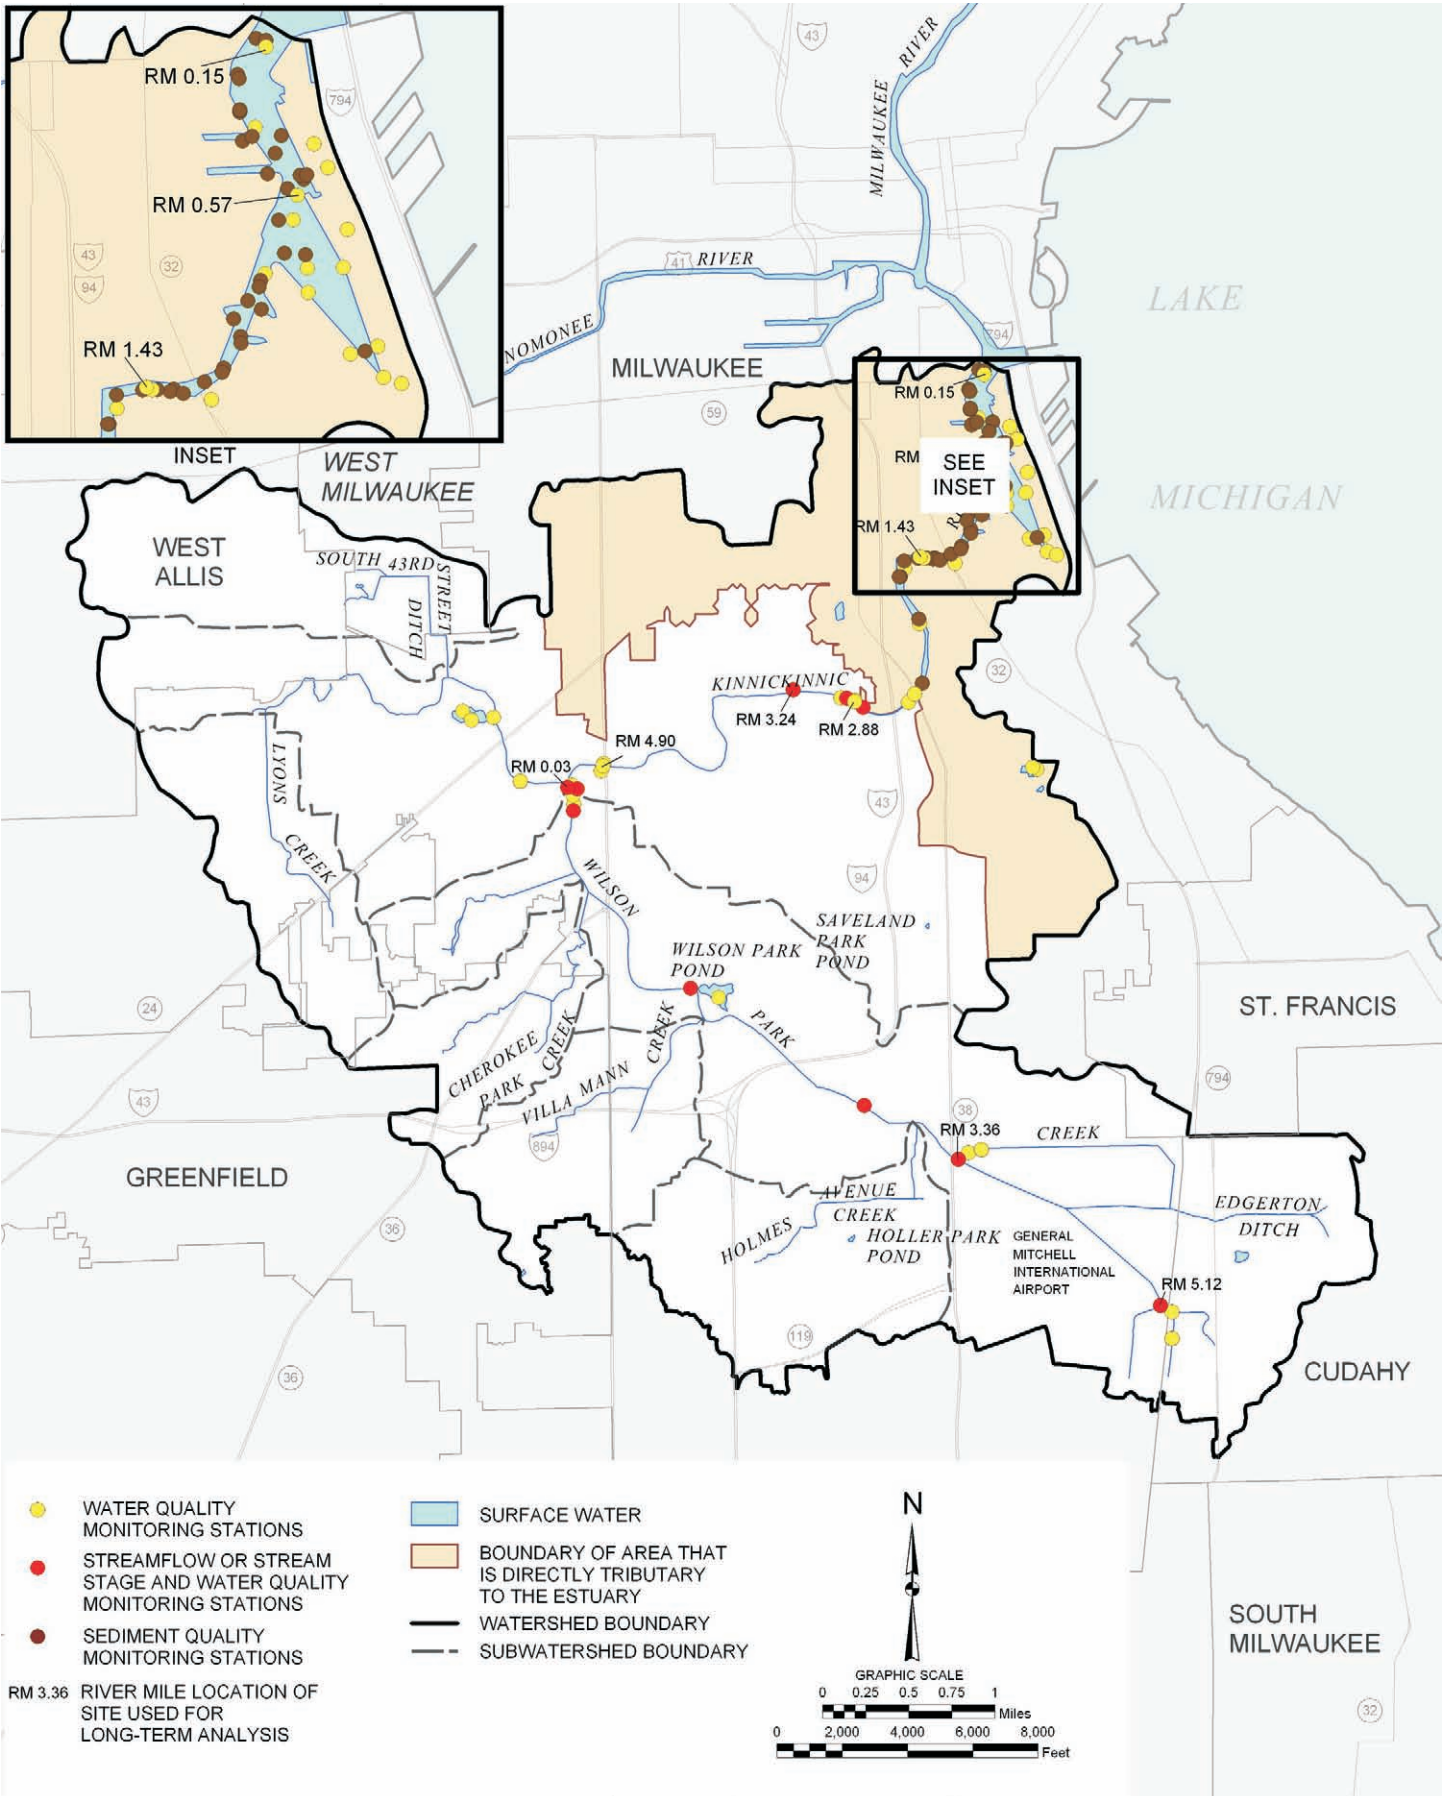 RM 0.15
794
RM 0.57
43
32
94
RM 1.43
INSET
43
MILWAUKEE
RIVER
41
RIVER
NOMONEE
MILWAUKEE
59
794
LAKE
MICHIGAN
RM 0.15
RM
SEE
INSET
RM 1.43
WEST
MILWAUKEE
WEST
ALLIS
SOUTH 43RD
STREET
DITCH
32
KINNICKINNIC
RM 3.24
RM 2.88
RM 4.90
RM 0.03
LYONS
CREEK
43
94
WILSON
SAVELAND
PARK
POND
WILSON PARK
POND
24
ST. FRANCIS
PARK
CREEK
CHEROKEE
PARK
CREEK
VILLA MANN
43
794
38
RM 3.36
CREEK
894
GREENFIELD
AVENUE
CREEK
HOLMES
EDGERTON
DITCH
36
HOLLER PARK
POND
GENERAL
MITCHELL
INTERNATIONAL
AIRPORT
RM 5.12
119
36
CUDAHY
WATER QUALITY
MONITORING STATIONS
STREAMFLOW OR STREAM
STAGE AND WATER QUALITY
MONITORING STATIONS
SEDIMENT QUALITY
MONITORING STATIONS
RM 3.36 RIVER MILE LOCATION OF
SITE USED FOR
LONG-TERM ANALYSIS
SURFACE WATER
BOUNDARY OF AREA THAT
IS DIRECTLY TRIBUTARY
TO THE ESTUARY
WATERSHED BOUNDARY
SUBWATERSHED BOUNDARY
N
GRAPHIC SCALE
0 0.25 0.5 0.75 1
Miles
0 2,000 4,000 6,000 8,000
Feet
SOUTH
MILWAUKEE
32